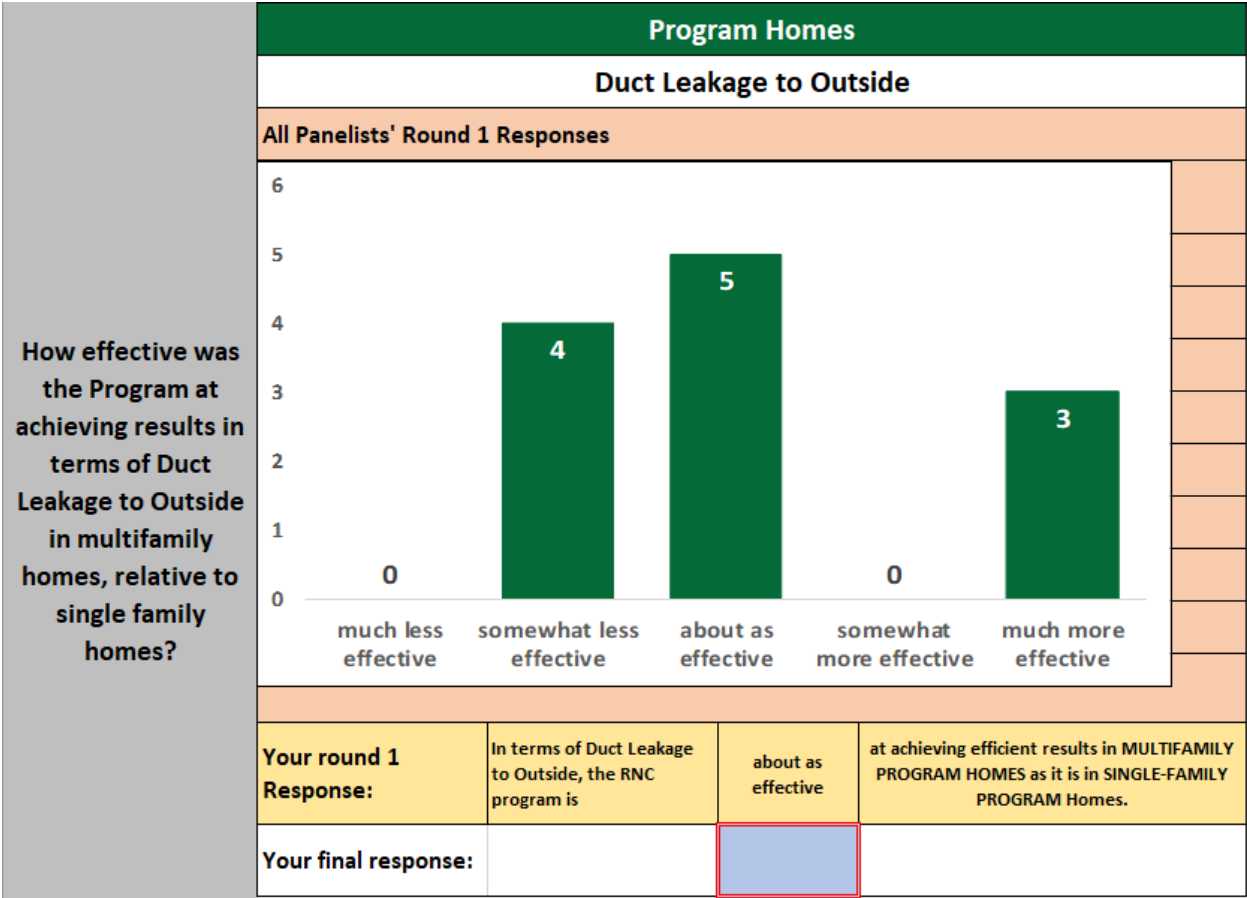 Program Homes
Duct Leakage to Outside
All Panelists' Round 1 Responses
How effective was
the Program at
achieving results in
terms of Duct
Leakage to Outside
in multifamily
homes, relative to
single family
homes?
6
5
4
3
2
1
0
0
4
5
0
3
much less
effective
somewhat less
effective
about as
effective
somewhat
more effective
much more
effective
Your round 1
Response:
In terms of Duct Leakage
to Outside, the RNC
program is
about as
effective
at achieving efficient results in MULTIFAMILY
PROGRAM HOMES as it is in SINGLE-FAMILY
PROGRAM Homes.
Your final response: